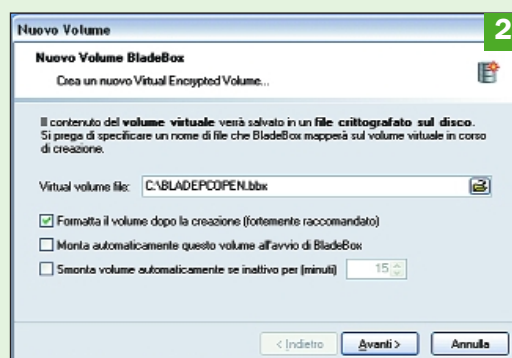 Nuovo Volume
2
Nuovo Volume BladeBox
Crea un nuovo Virtual Encrypted Volume...
Il contenuto del volume virtuale verrà salvato in un file crittografato sul disco.
Si prega di specificare un nome di file che BladeBox mapperà sul volume virtuale in corso
di creazione.
Virtual volume file: C:\BLADEPCOPEN.bbx
Formatta il volume dopo la creazione (fortemente raccomandato)
Monta automaticamente questo volume all'avvio di BladeBox
Smonta volume automaticamente se inattivo per (minuti) 15
< Indietro Avanti > Annulla